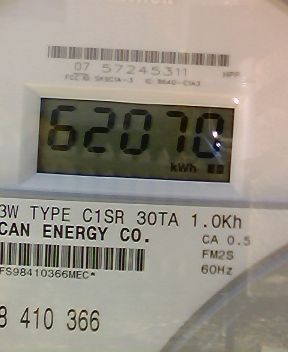 07 57245311
62070
kWh
3W TYPE C1SR 30TA 1.0Kh
CAN ENERGY CO. CA 0.5
FM2S
60Hz
FS98410366MEC*
8 410 366